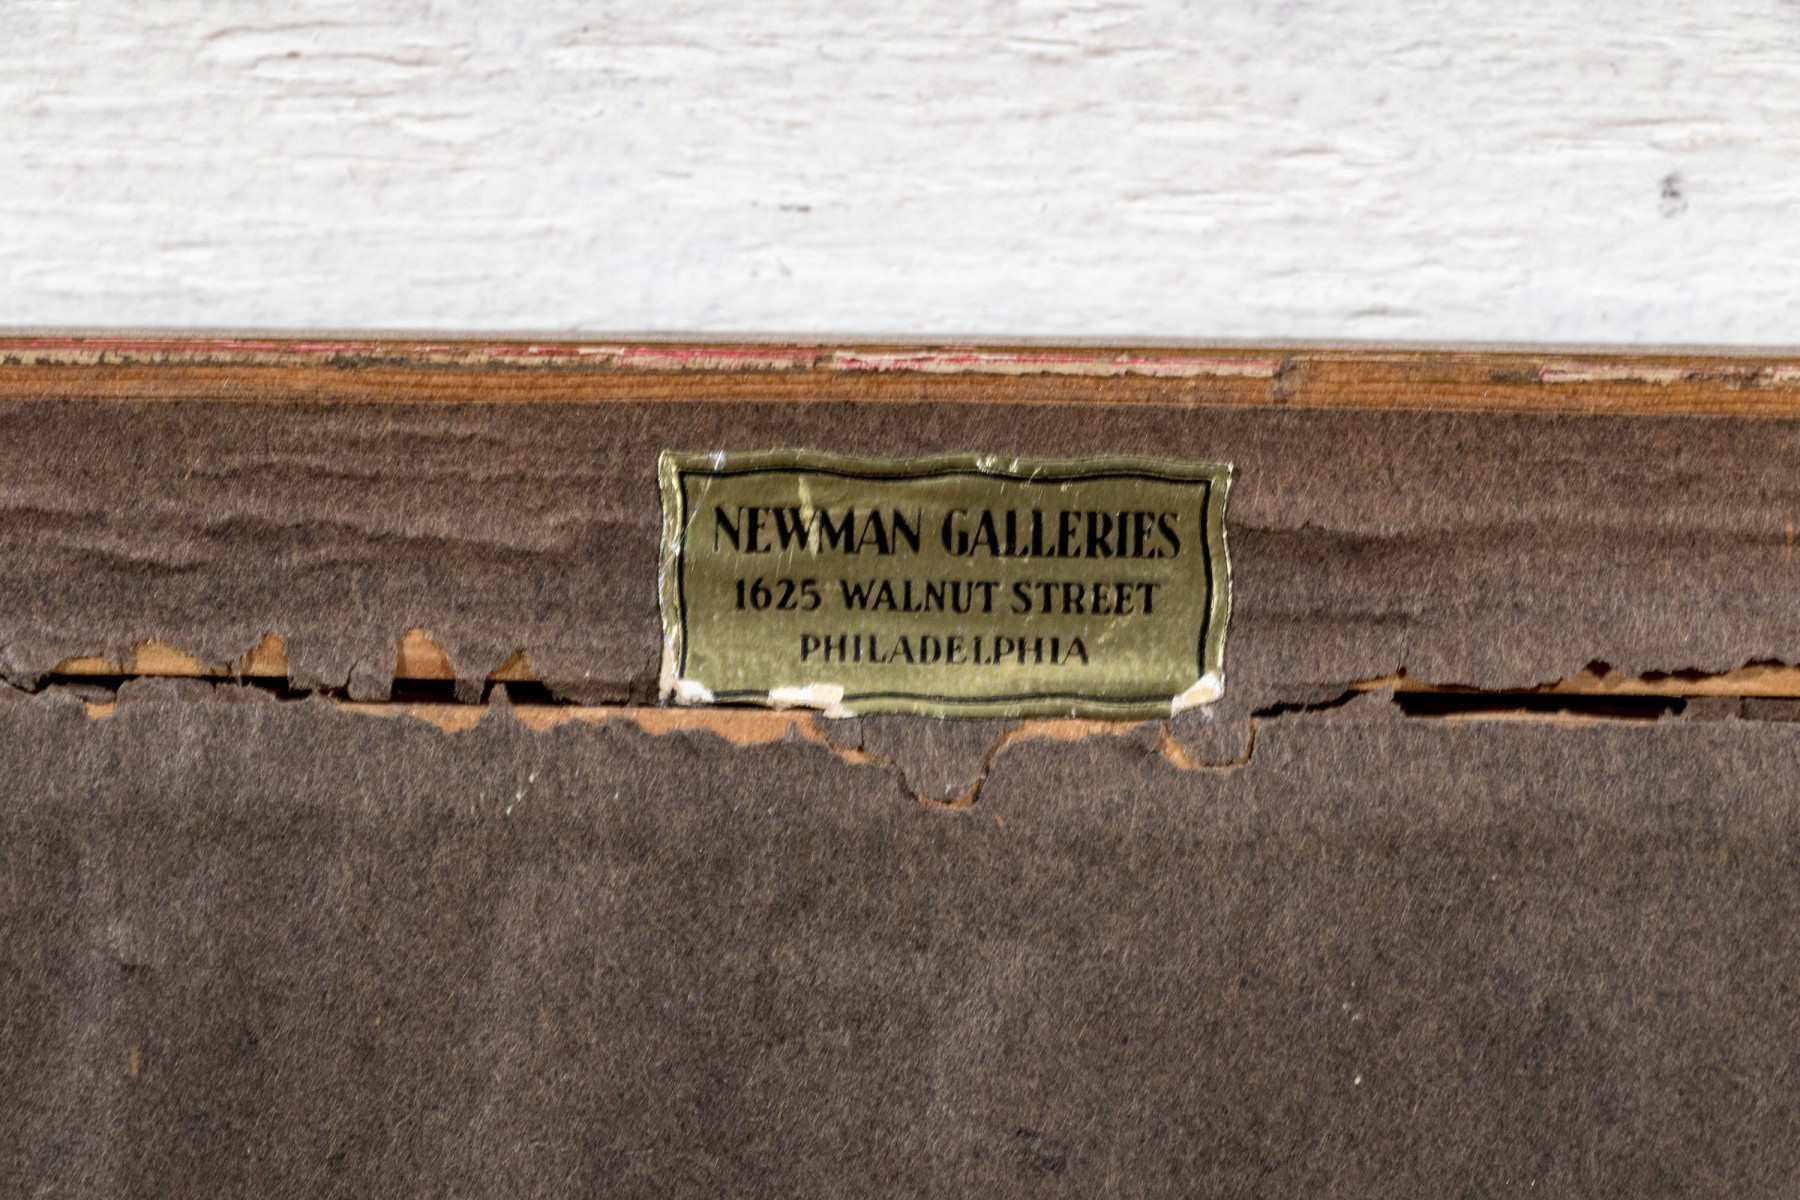 NEWMAN GALLERIES
1625 WALNUT STREET
PHILADELPHIA